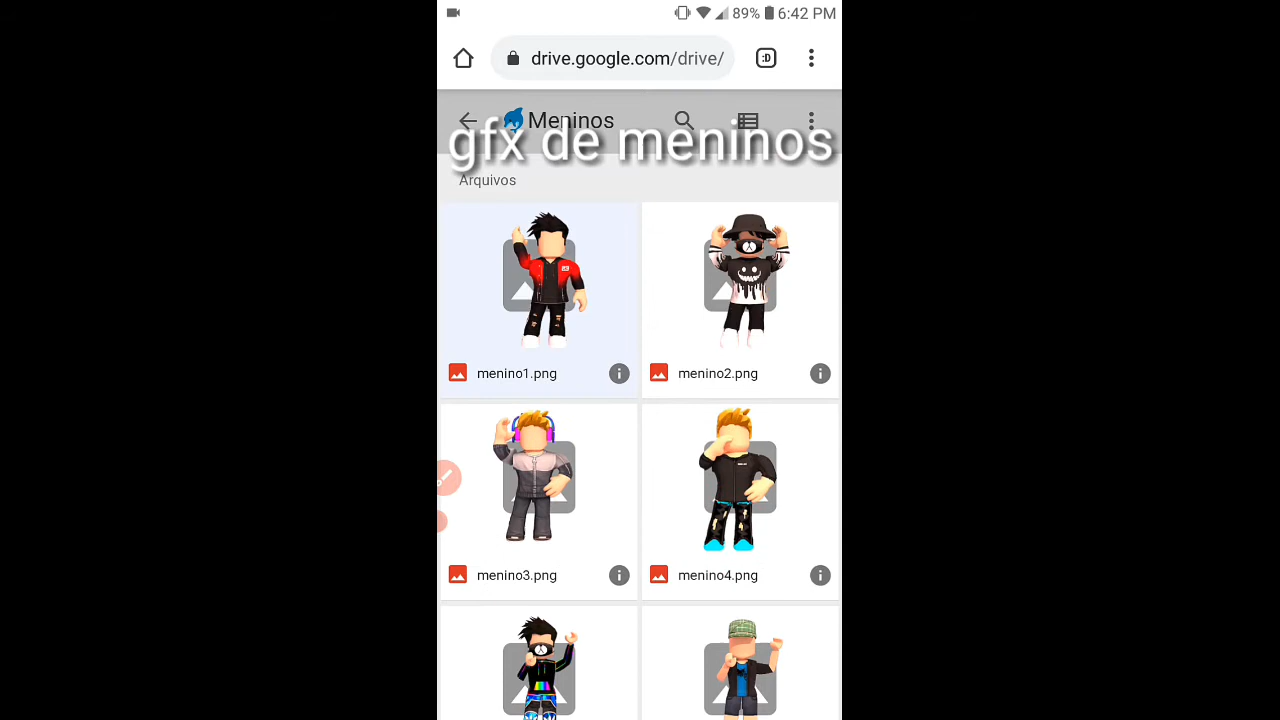 89% 6:42 PM
drive.google.com/drive/ :D
Meninos
gfx de meninos
Arquivos
menino1.png menino2.png
menino3.png menino4.png